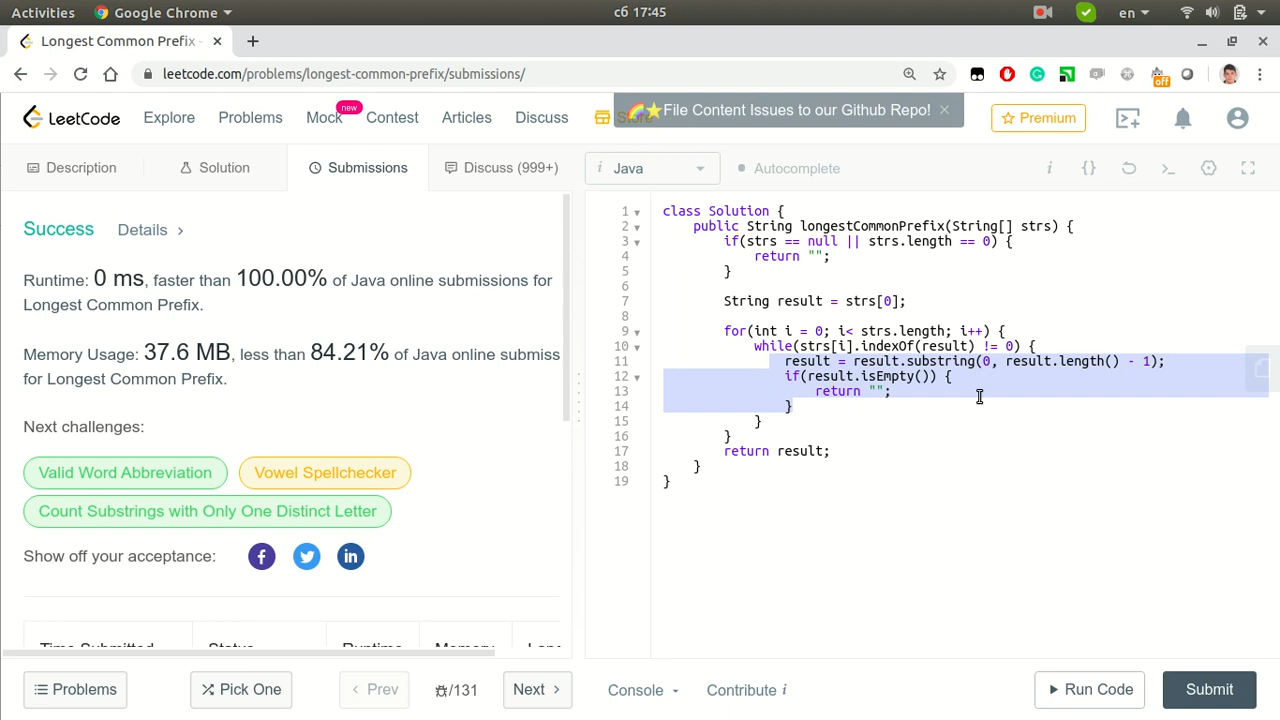 Activities Google Chrome сб 17:45 en
Longest Common Prefix -
leetcode.com/problems/longest-common-prefix/submissions/ off
LeetCode Explore Problems Mock new Contest Articles Discuss Store 🌈⭐File Content Issues to our Github Repo! Premium
Description Solution Submissions Discuss (999+) i Java Autocomplete
Success Details
Runtime: 0 ms, faster than 100.00% of Java online submissions for
Longest Common Prefix.
Memory Usage: 37.6 MB, less than 84.21% of Java online submiss
for Longest Common Prefix.
Next challenges:
Valid Word Abbreviation Vowel Spellchecker
Count Substrings with Only One Distinct Letter
Show off your acceptance:
Time Submitted Status Runtime Memory
1 class Solution {
2 public String longestCommonPrefix(String[] strs) {
3 if(strs == null || strs.length == 0) {
4 return "";
5 }
6
7 String result = strs[0];
8
9 for(int i = 0; i< strs.length; i++) {
10 while(strs[i].indexOf(result) != 0) {
11 result = result.substring(0, result.length() - 1);
12 if(result.isEmpty()) {
13 return "";
14 }
15 }
16 }
17 return result;
18 }
19 }
Problems Pick One Prev /131 Next Console Contribute i Run Code Submit